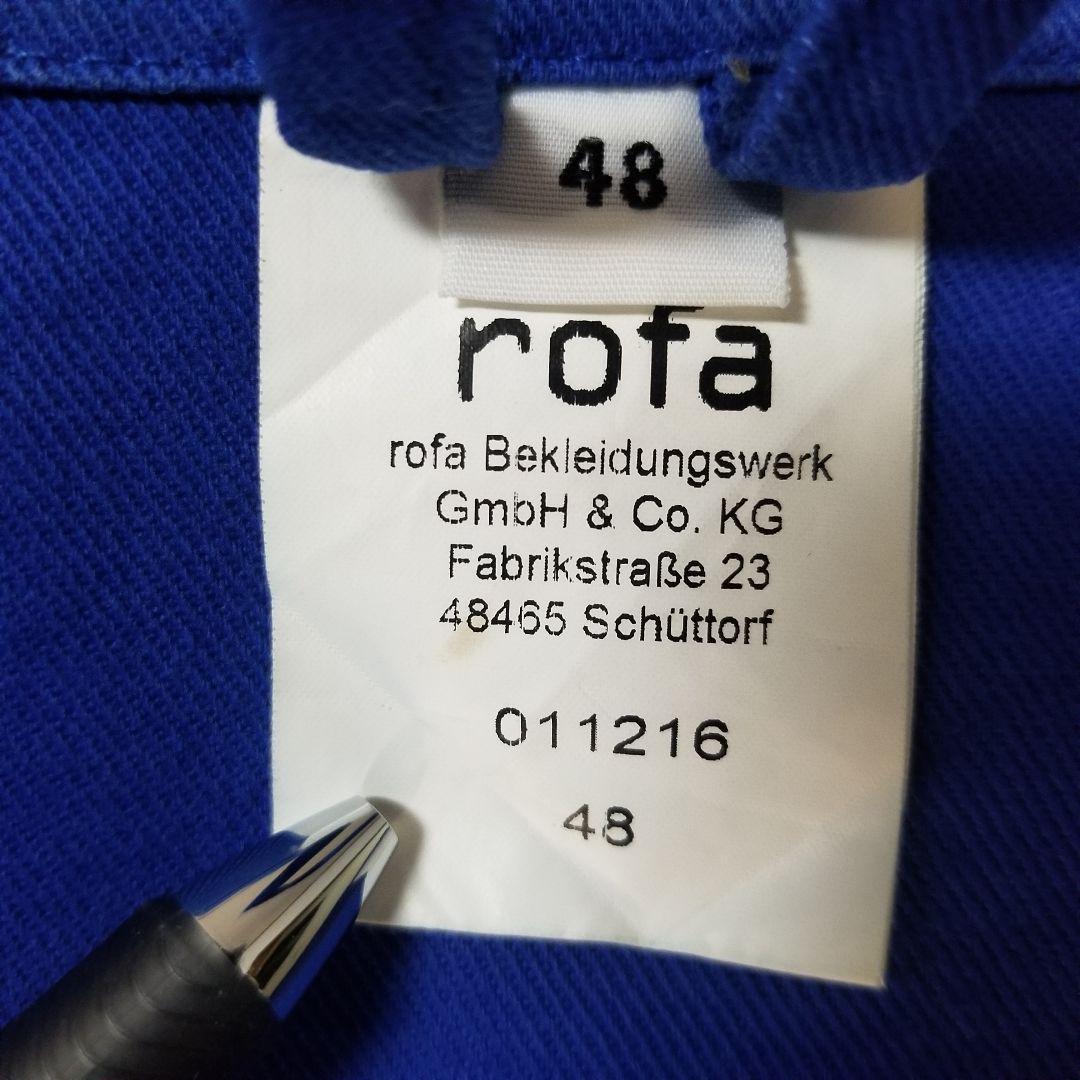 48
rofa
rofa Bekleidungswerk
GmbH & Co. KG
Fabrikstraße 23
48465 Schüttorf
011216
48